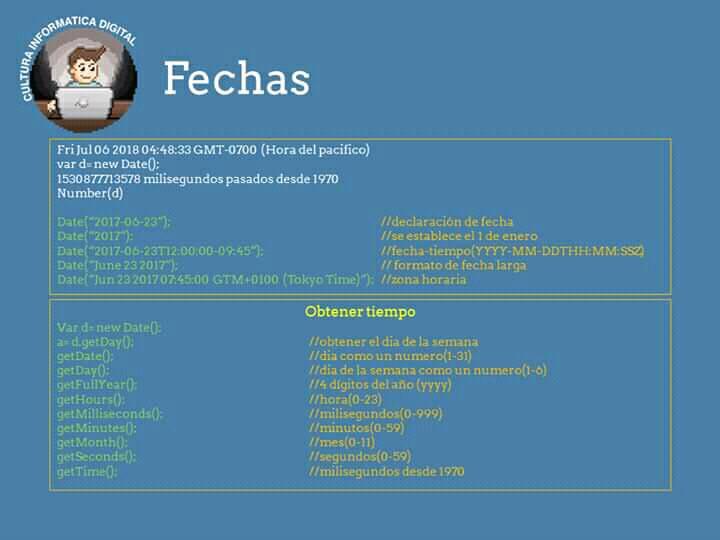 CULTURA INFORMATICA DIGITAL
Fechas
Fri Jul 06 2018 04:48:33 GMT-0700 (Hora del pacifico)
var d= new Date();
1530877713578 milisegundos pasados desde 1970
Number(d)
Date(“2017-06-23”); //declaración de fecha
Date(“2017”): //se establece el 1 de enero
Date(“2017-06-23T12:00:00-09:45”); //fecha-tiempo(YYYY-MM-DDTHH:MM:SSZ)
Date(“June 23 2017”); // formato de fecha larga
Date(“Jun 23 2017 07:45:00 GTM+0100 (Tokyo Time)”); //zona horaria
Obtener tiempo
Var d= new Date();
a= d.getDay(); //obtener el dia de la semana
getDate(); //dia como un numero(1-31)
getDay(); //dia de la semana como un numero(1-6)
getFullYear(); //4 dígitos del año (yyyy)
getHours(); //hora(0-23)
getMilliseconds(); //milisegundos(0-999)
getMinutes(); //minutos(0-59)
getMonth(); //mes(0-11)
getSeconds(); //segundos(0-59)
getTime(); //milisegundos desde 1970